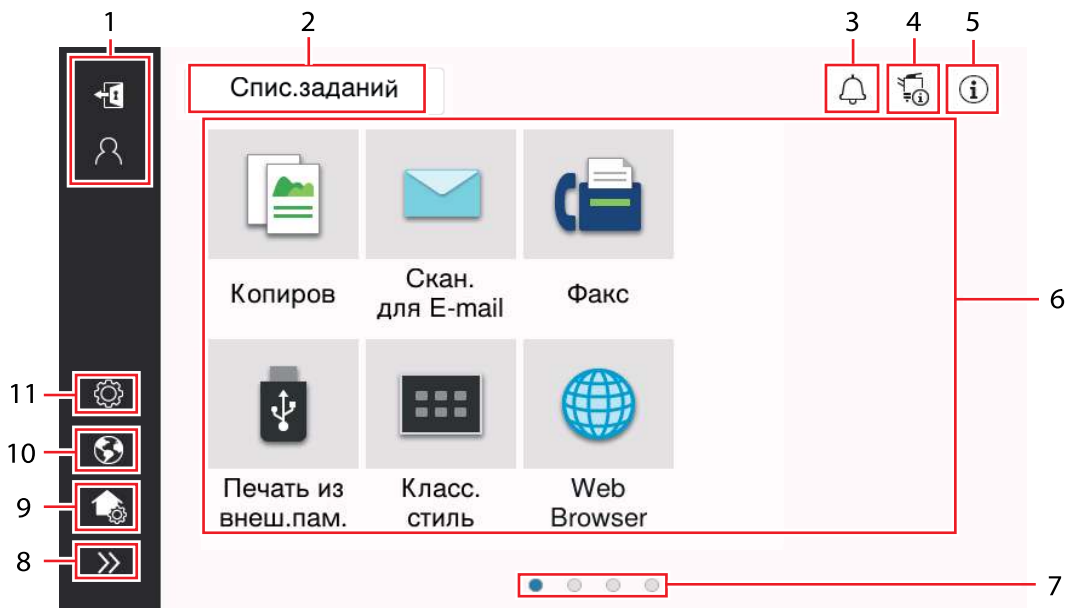 1
2
3
4
5
Спис.заданий
Копиров
Скан.
для E-mail
Факс
6
Печать из
внеш.пам.
Класс.
стиль
Web
Browser
11
10
9
8
7